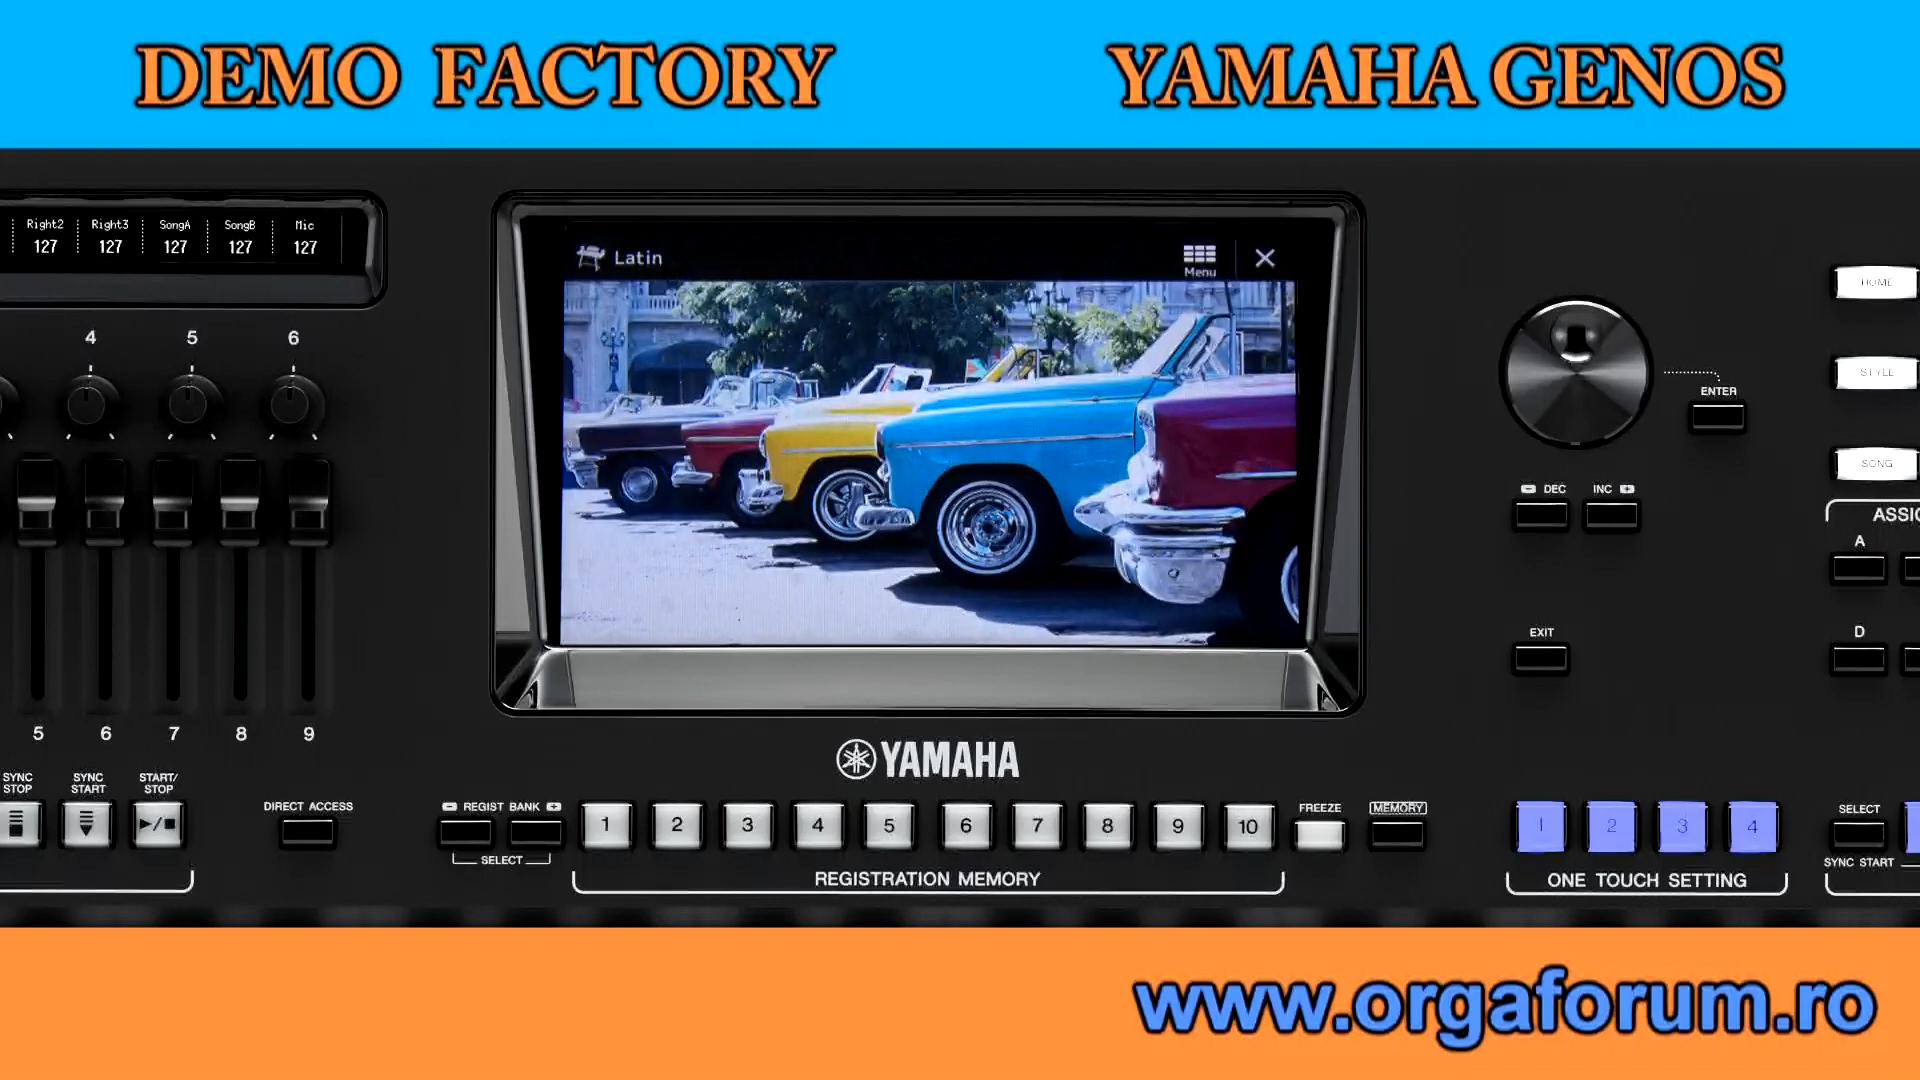 DEMO FACTORY YAMAHA GENOS
Right2 Right3 SongA SongB Mic
127 127 127 127 127
Latin
Menu
HOME
4 5 6
STYLE
ENTER
SONG
DEC INC
ASSIG
A
EXIT
D
5 6 7 8 9
YAMAHA
SYNC STOP
SYNC START
START/ STOP
DIRECT ACCESS
REGIST BANK
SELECT
1 2 3 4 5 6 7 8 9 10
REGISTRATION MEMORY
FREEZE
MEMORY
1 2 3 4
ONE TOUCH SETTING
SELECT
SYNC START
www.orgaforum.ro